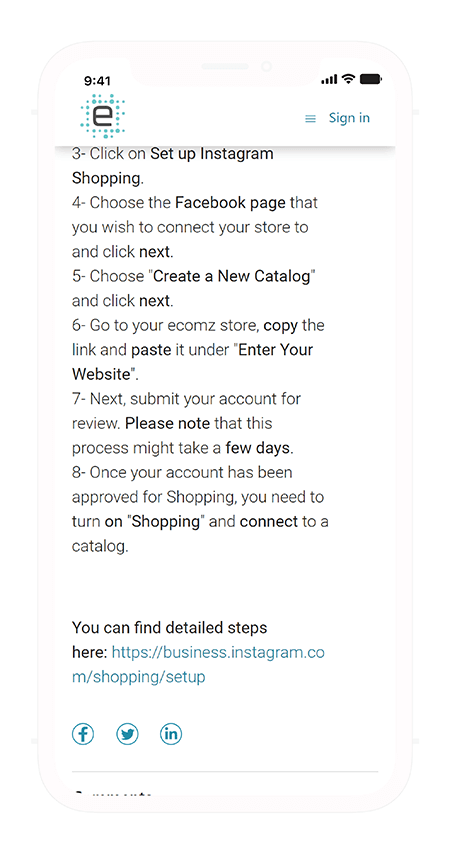 9:41
e
Sign in
3- Click on Set up Instagram
Shopping.
4- Choose the Facebook page that
you wish to connect your store to
and click next.
5- Choose "Create a New Catalog"
and click next.
6- Go to your ecomz store, copy the
link and paste it under "Enter Your
Website".
7- Next, submit your account for
review. Please note that this
process might take a few days.
8- Once your account has been
approved for Shopping, you need to
turn on "Shopping" and connect to a
catalog.
You can find detailed steps
here: https://business.instagram.co
m/shopping/setup